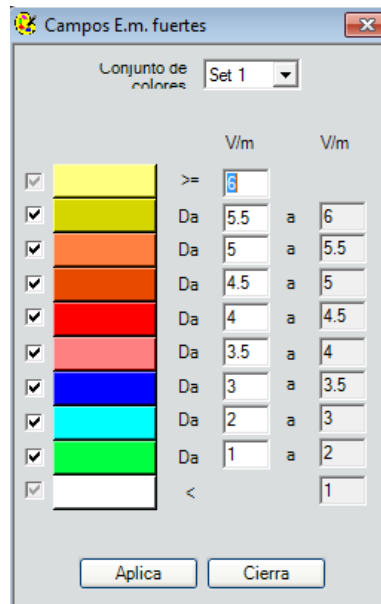 Campos E.m. fuertes
Conjunto de colores Set 1
V/m V/m
>= 6
Da 5.5 a 6
Da 5 a 5.5
Da 4.5 a 5
Da 4 a 4.5
Da 3.5 a 4
Da 3 a 3.5
Da 2 a 3
Da 1 a 2
< 1
Aplica Cierra